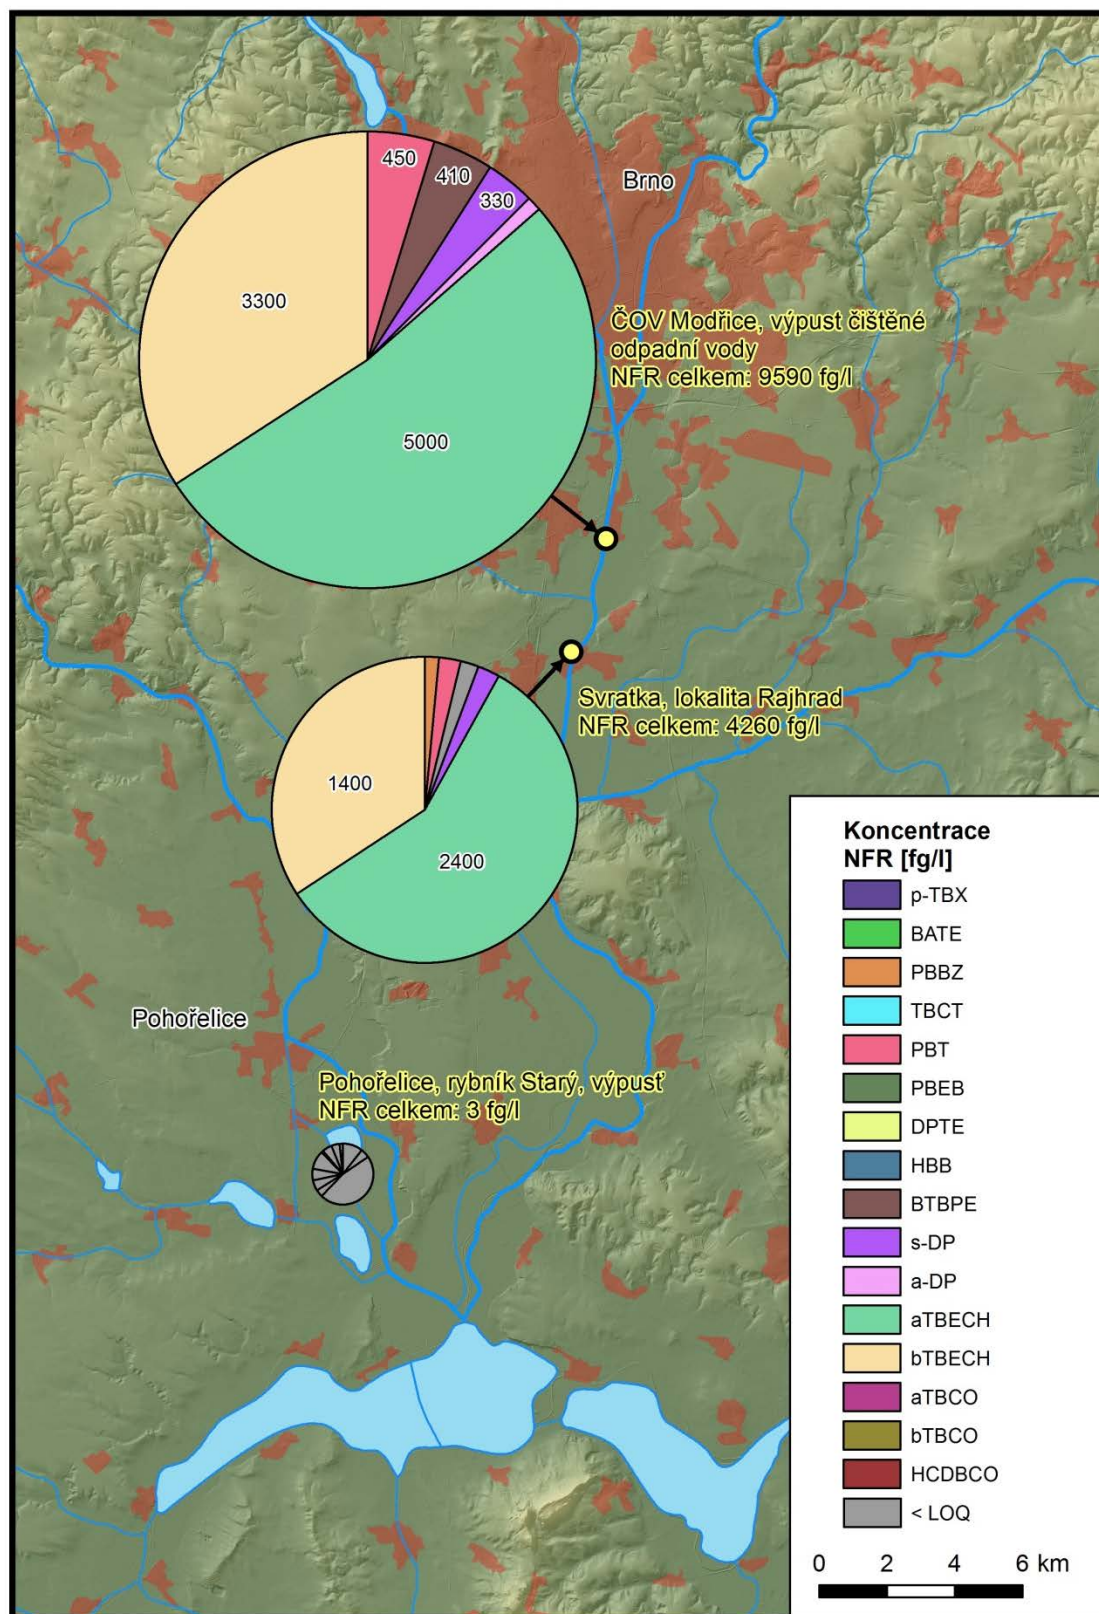 450
410
330
Brno
3300
ČOV Modřice, výpust čištěné
odpadní vody
NFR celkem: 9590 fg/l
5000
Svratka, lokalita Rajhrad
NFR celkem: 4260 fg/l
1400
2400
Pohořelice
Pohořelice, rybník Starý, výpusť
NFR celkem: 3 fg/l
Koncentrace
NFR [fg/l]
p-TBX
BATE
PBBZ
TBCT
PBT
PBEB
DPTE
HBB
BTBPE
s-DP
a-DP
aTBECH
bTBECH
aTBCO
bTBCO
HCDBCO
< LOQ
0 2 4 6 km